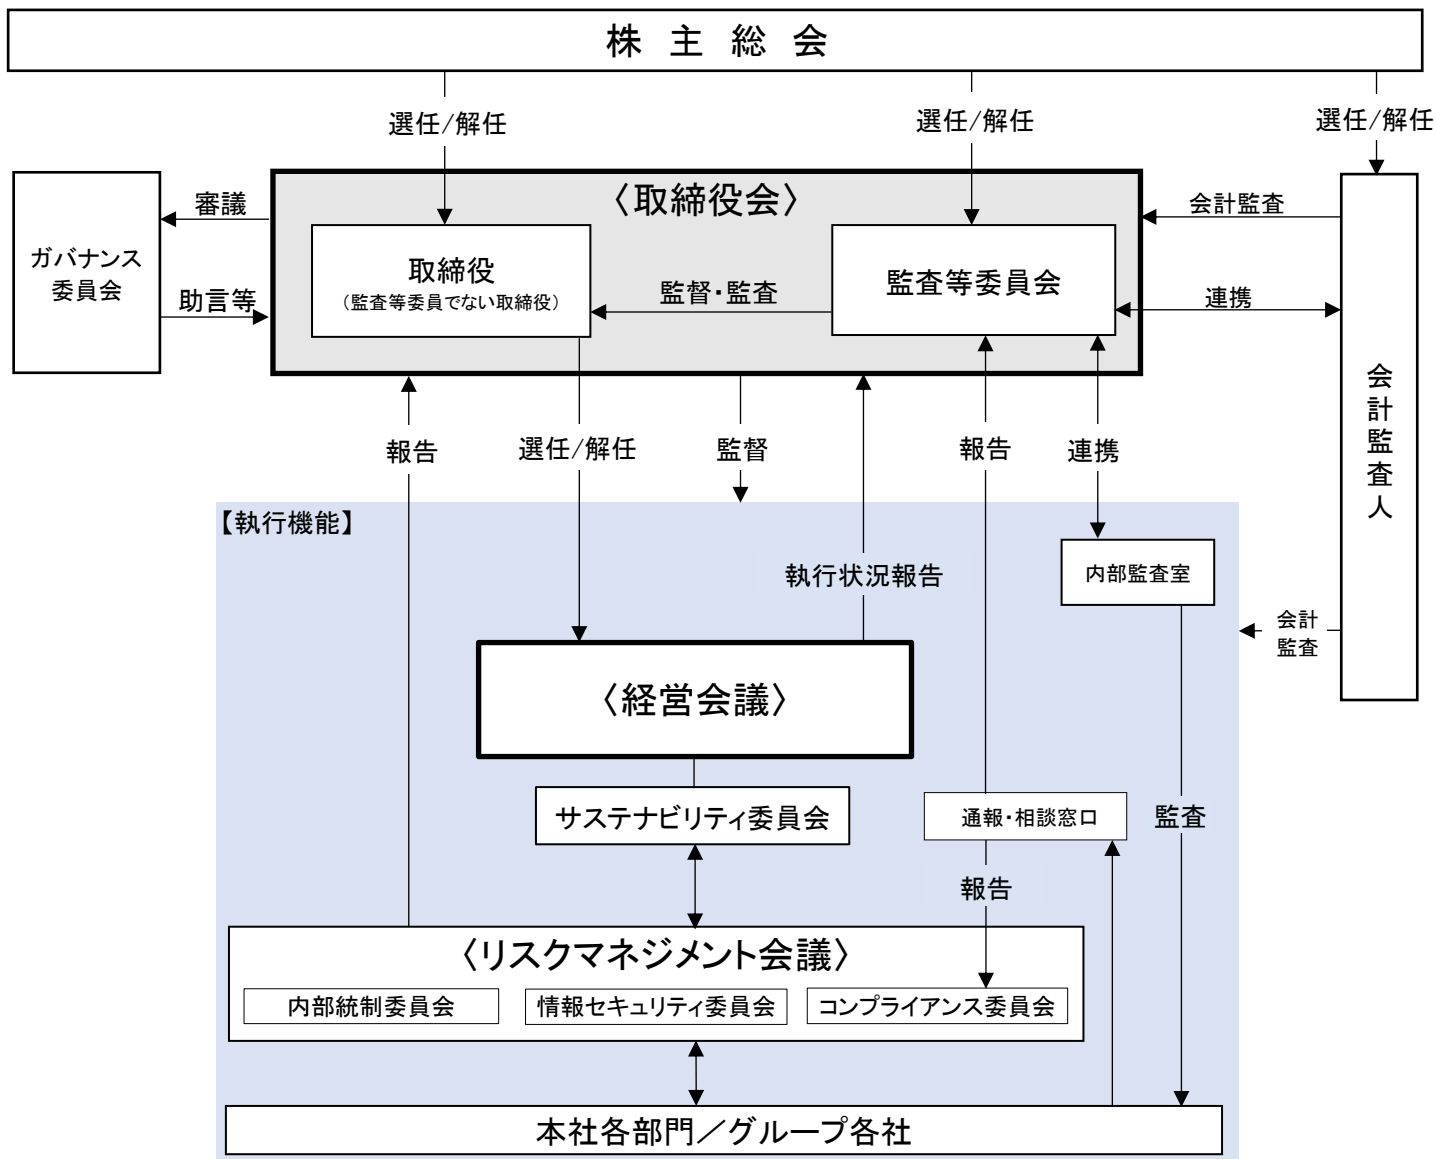 株主総会
選任/解任
選任/解任
選任/解任
〈取締役会〉
審議
会計監査
ガバナンス
委員会
取締役
（監査等委員でない取締役）
監査等委員会
監督・監査
助言等
連携
会計監査人
報告
選任/解任
監督
報告
連携
【執行機能】
執行状況報告
内部監査室
会計
監査
〈経営会議〉
サステナビリティ委員会
通報・相談窓口
監査
報告
〈リスクマネジメント会議〉
内部統制委員会
情報セキュリティ委員会
コンプライアンス委員会
本社各部門／グループ各社